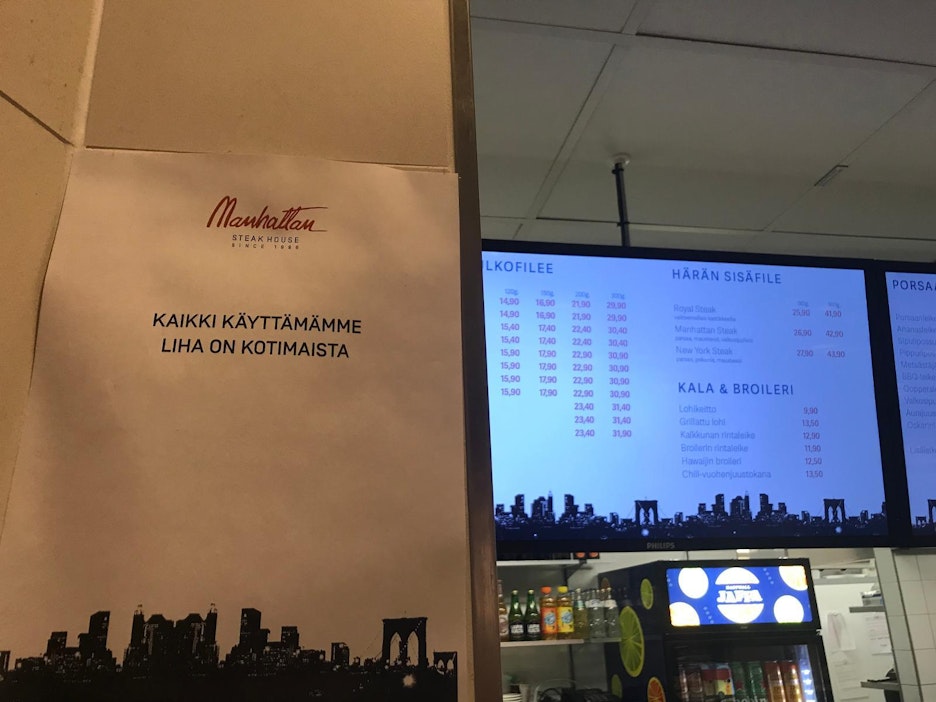 Manhattan
STEAK HOUSE
KAIKKI KÄYTTÄMÄMME
LIHA ON KOTIMAISTA
LKOFILEE
120g 150g 200g 300g
14,90 16,90 21,90 29,90
14,90 16,90 21,90 29,90
15,40 17,40 22,40 30,40
15,40 17,40 22,40 30,40
15,90 17,90 22,90 30,90
15,90 17,90 22,90 30,90
15,90 17,90 22,90 30,90
15,90 17,90 22,90 30,90
23,40 31,40
23,40 31,40
23,40 31,90
HÄRÄN SISÄFILE
Royal Steak 25,90 41,90
Manhattan Steak 26,90 42,90
New York Steak 27,90 43,90
KALA & BROILERI
Lohikeitto 9,90
Grillattu lohi 13,50
Kalkkunan rintaleike 12,90
Broilerin rintaleike 11,90
Hawaijin broileri 12,50
Chili-vuohenjuustokana 13,50
PHILIPS
PORSA
JAFFA